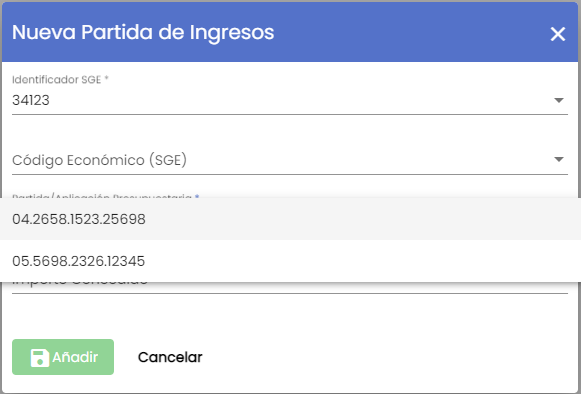 Nueva Partida de Ingresos
Identificador SGE *
34123
Código Económico (SGE)
Partida/Aplicación Presupuestaria *
04.2658.1523.25698
05.5698.2326.12345
Importe Concedido
Añadir
Cancelar